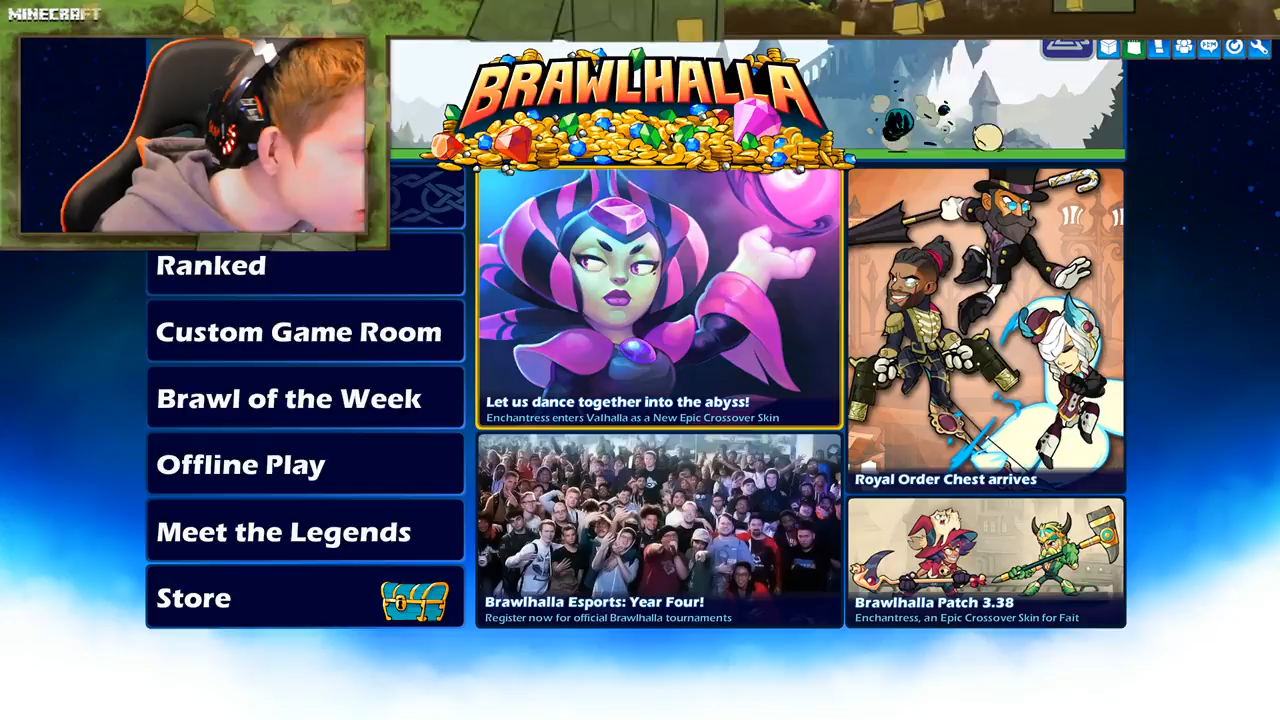 MINECRAFT
BRAWLHALLA
Ranked
Custom Game Room
Brawl of the Week
Offline Play
Meet the Legends
Store
Let us dance together into the abyss!
Enchantress enters Valhalla as a New Epic Crossover Skin
Brawlhalla Esports: Year Four!
Register now for official Brawlhalla tournaments
Royal Order Chest arrives
Brawlhalla Patch 3.38
Enchantress, an Epic Crossover Skin for Fait